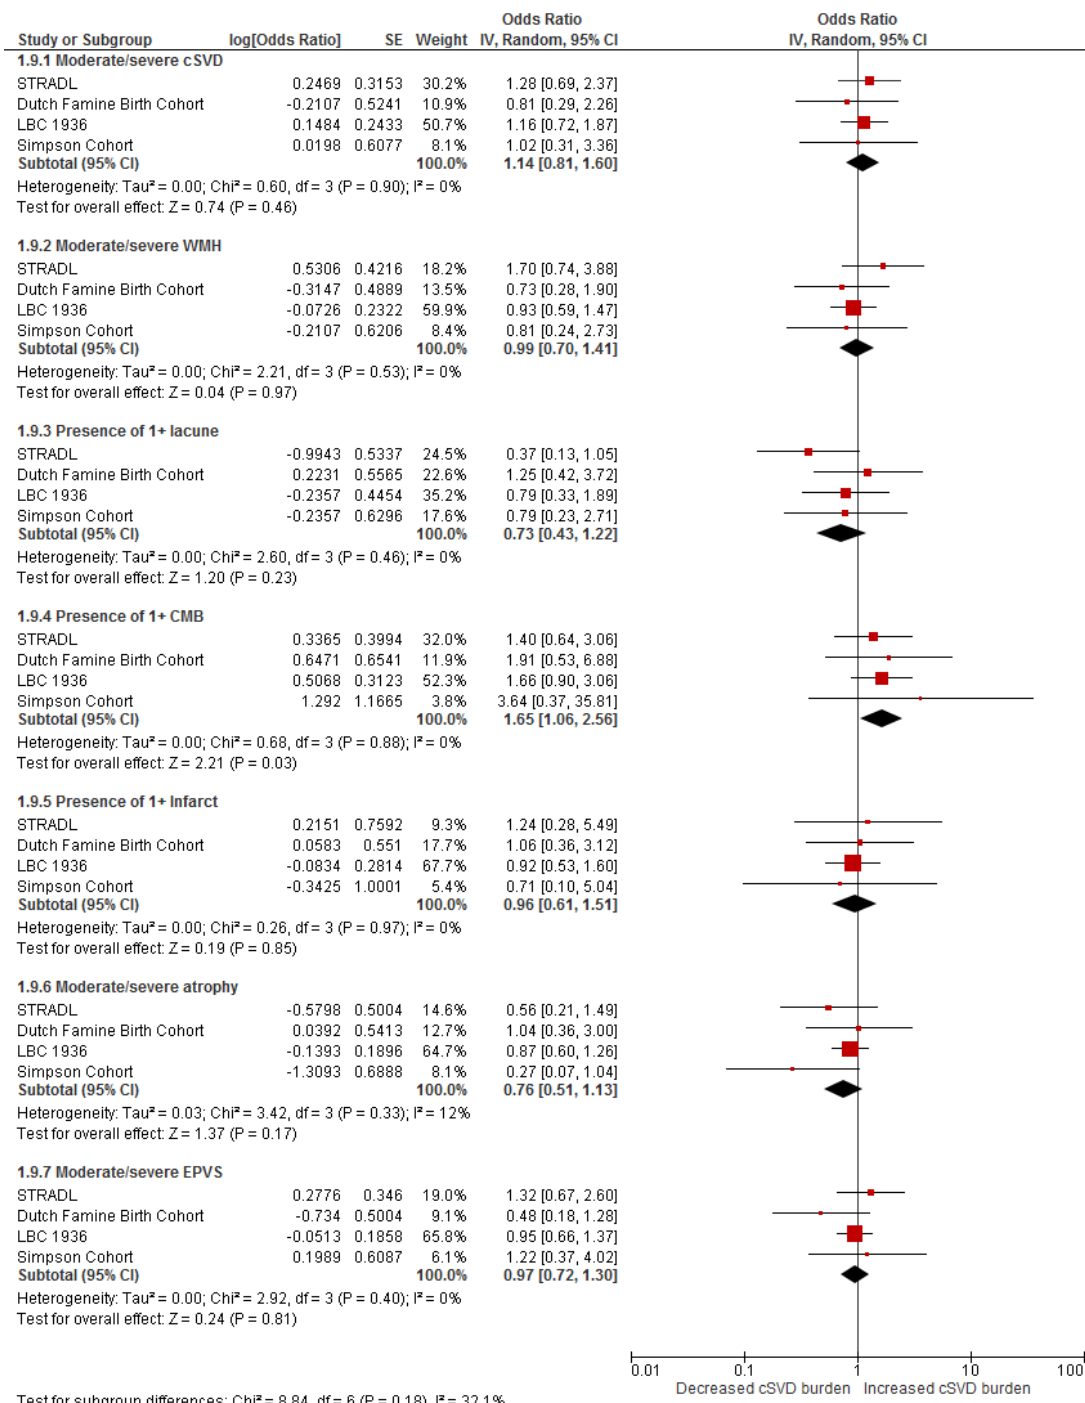 Odds Ratio Odds Ratio
Study or Subgroup log[Odds Ratio] SE Weight IV, Random, 95% CI IV, Random, 95% CI
1.9.1 Moderate/severe cSVD
STRADL 0.2469 0.3153 30.2% 1.28 [0.69, 2.37]
Dutch Famine Birth Cohort -0.2107 0.5241 10.9% 0.81 [0.29, 2.26]
LBC 1936 0.1484 0.2433 50.7% 1.16 [0.72, 1.87]
Simpson Cohort 0.0198 0.6077 8.1% 1.02 [0.31, 3.36]
Subtotal (95% CI) 100.0% 1.14 [0.81, 1.60]
Heterogeneity: Tau² = 0.00; Chi² = 0.60, df = 3 (P = 0.90); I² = 0%
Test for overall effect: Z = 0.74 (P = 0.46)
1.9.2 Moderate/severe WMH
STRADL 0.5306 0.4216 18.2% 1.70 [0.74, 3.88]
Dutch Famine Birth Cohort -0.3147 0.4889 13.5% 0.73 [0.28, 1.90]
LBC 1936 -0.0726 0.2322 59.9% 0.93 [0.59, 1.47]
Simpson Cohort -0.2107 0.6206 8.4% 0.81 [0.24, 2.73]
Subtotal (95% CI) 100.0% 0.99 [0.70, 1.41]
Heterogeneity: Tau² = 0.00; Chi² = 2.21, df = 3 (P = 0.53); I² = 0%
Test for overall effect: Z = 0.04 (P = 0.97)
1.9.3 Presence of 1+ lacune
STRADL -0.9943 0.5337 24.5% 0.37 [0.13, 1.05]
Dutch Famine Birth Cohort 0.2231 0.5565 22.6% 1.25 [0.42, 3.72]
LBC 1936 -0.2357 0.4454 35.2% 0.79 [0.33, 1.89]
Simpson Cohort -0.2357 0.6296 17.6% 0.79 [0.23, 2.71]
Subtotal (95% CI) 100.0% 0.73 [0.43, 1.22]
Heterogeneity: Tau² = 0.00; Chi² = 2.60, df = 3 (P = 0.46); I² = 0%
Test for overall effect: Z = 1.20 (P = 0.23)
1.9.4 Presence of 1+ CMB
STRADL 0.3365 0.3994 32.0% 1.40 [0.64, 3.06]
Dutch Famine Birth Cohort 0.6471 0.6541 11.9% 1.91 [0.53, 6.88]
LBC 1936 0.5068 0.3123 52.3% 1.66 [0.90, 3.06]
Simpson Cohort 1.292 1.1665 3.8% 3.64 [0.37, 35.81]
Subtotal (95% CI) 100.0% 1.65 [1.06, 2.56]
Heterogeneity: Tau² = 0.00; Chi² = 0.68, df = 3 (P = 0.88); I² = 0%
Test for overall effect: Z = 2.21 (P = 0.03)
1.9.5 Presence of 1+ Infarct
STRADL 0.2151 0.7592 9.3% 1.24 [0.28, 5.49]
Dutch Famine Birth Cohort 0.0583 0.551 17.7% 1.06 [0.36, 3.12]
LBC 1936 -0.0834 0.2814 67.7% 0.92 [0.53, 1.60]
Simpson Cohort -0.3425 1.0001 5.4% 0.71 [0.10, 5.04]
Subtotal (95% CI) 100.0% 0.96 [0.61, 1.51]
Heterogeneity: Tau² = 0.00; Chi² = 0.26, df = 3 (P = 0.97); I² = 0%
Test for overall effect: Z = 0.19 (P = 0.85)
1.9.6 Moderate/severe atrophy
STRADL -0.5798 0.5004 14.6% 0.56 [0.21, 1.49]
Dutch Famine Birth Cohort 0.0392 0.5413 12.7% 1.04 [0.36, 3.00]
LBC 1936 -0.1393 0.1896 64.7% 0.87 [0.60, 1.26]
Simpson Cohort -1.3093 0.6888 8.1% 0.27 [0.07, 1.04]
Subtotal (95% CI) 100.0% 0.76 [0.51, 1.13]
Heterogeneity: Tau² = 0.03; Chi² = 3.42, df = 3 (P = 0.33); I² = 12%
Test for overall effect: Z = 1.37 (P = 0.17)
1.9.7 Moderate/severe EPVS
STRADL 0.2776 0.346 19.0% 1.32 [0.67, 2.60]
Dutch Famine Birth Cohort -0.734 0.5004 9.1% 0.48 [0.18, 1.28]
LBC 1936 -0.0513 0.1858 65.8% 0.95 [0.66, 1.37]
Simpson Cohort 0.1989 0.6087 6.1% 1.22 [0.37, 4.02]
Subtotal (95% CI) 100.0% 0.97 [0.72, 1.30]
Heterogeneity: Tau² = 0.00; Chi² = 2.92, df = 3 (P = 0.40); I² = 0%
Test for overall effect: Z = 0.24 (P = 0.81)
0.01 0.1 1 10 100
Decreased cSVD burden Increased cSVD burden
Test for subgroup differences: Chi² = 8.84, df = 6 (P = 0.18), I² = 32.1%